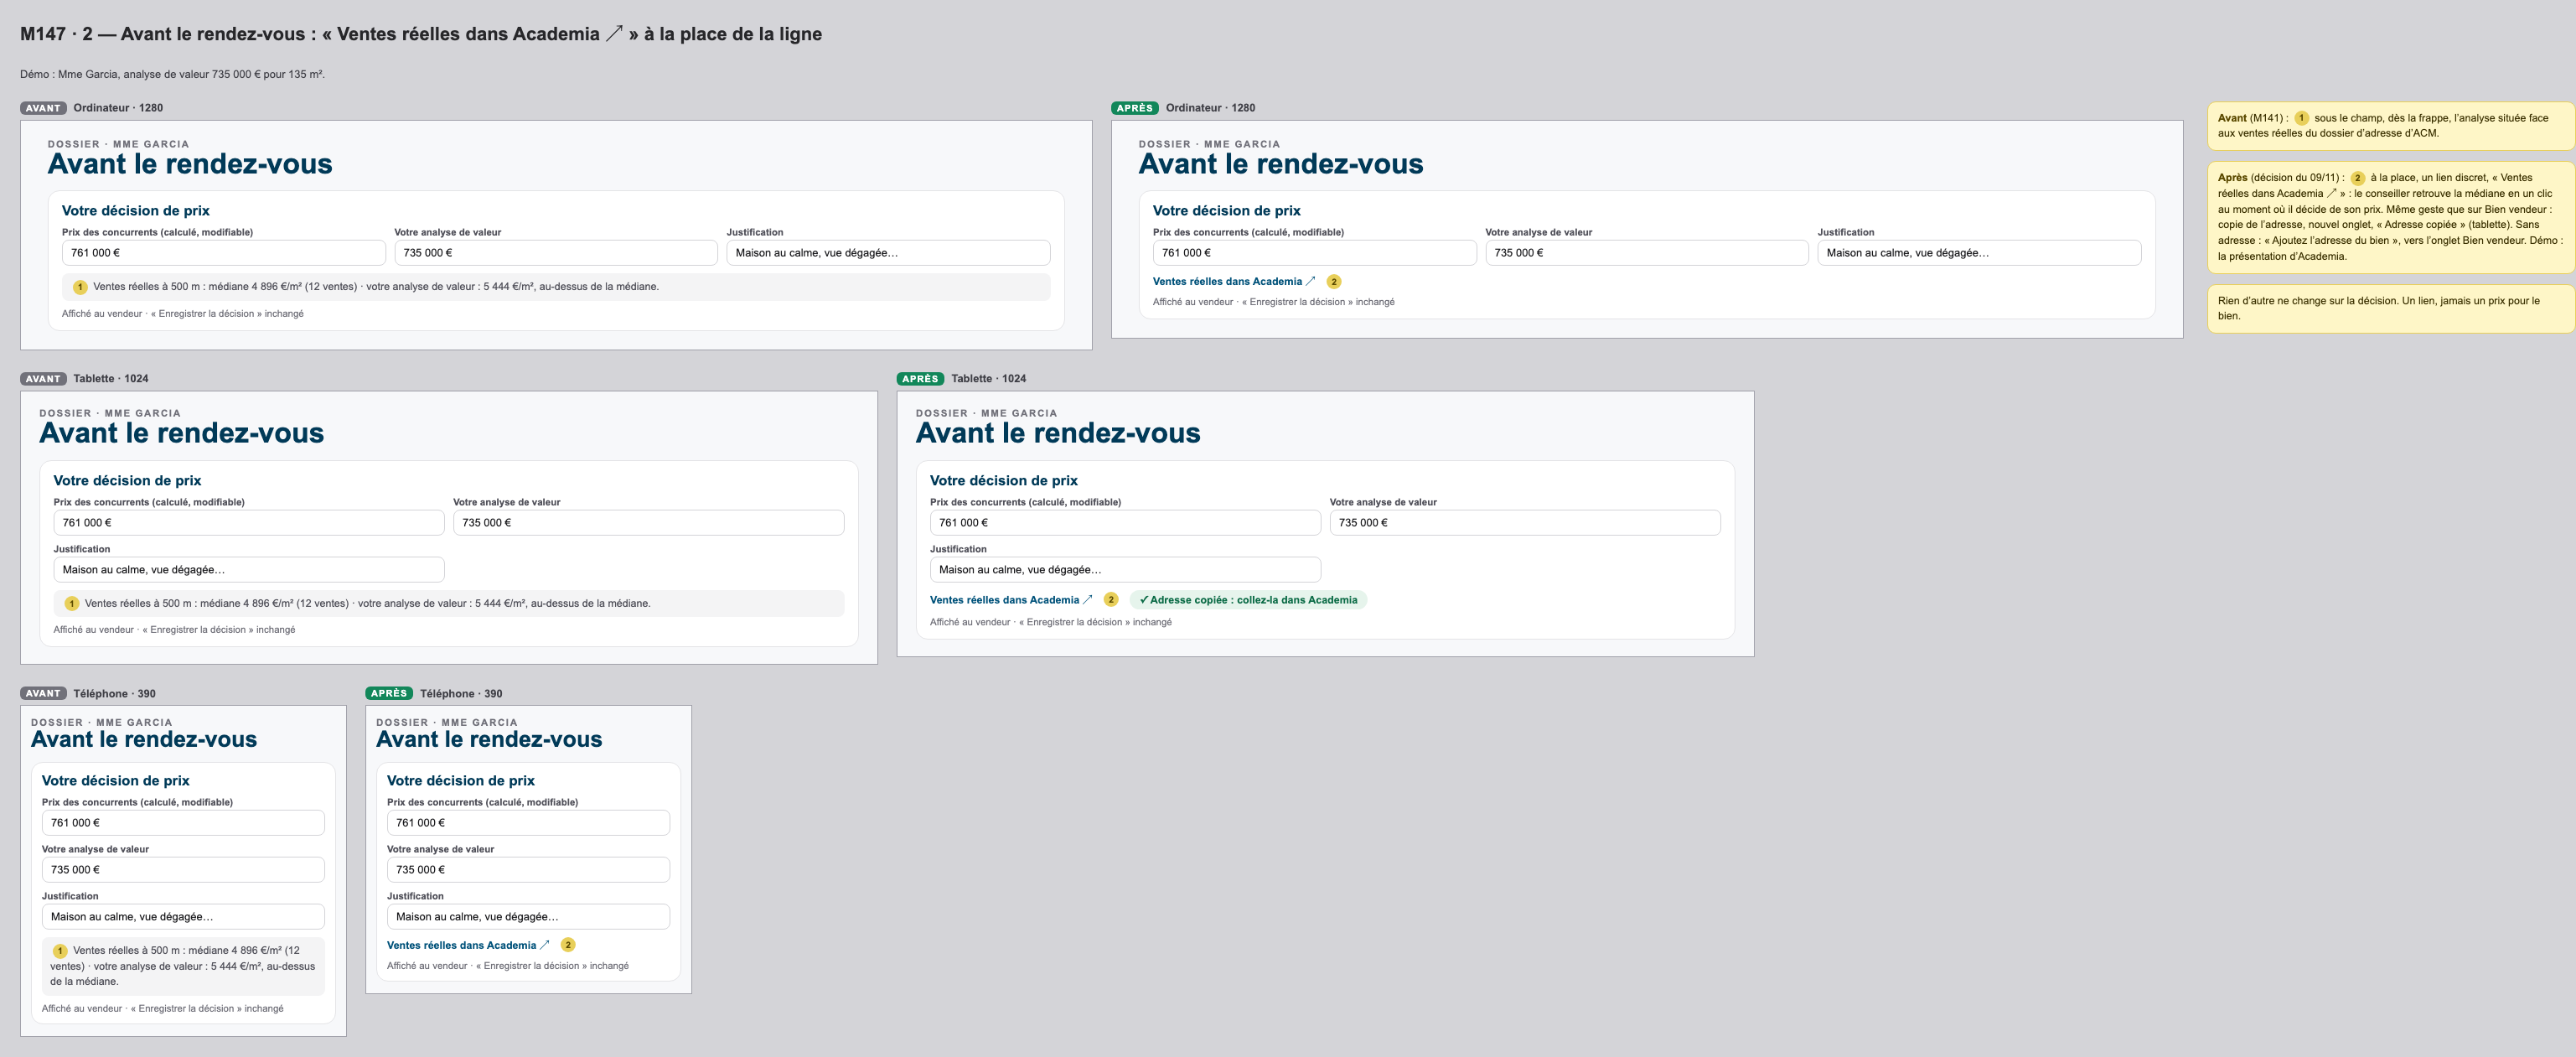 M147 · 2 — Avant le rendez-vous : « Ventes réelles dans Academia ↗ » à la place de la ligne
Démo : Mme Garcia, analyse de valeur 735 000 € pour 135 m².
AVANT Ordinateur · 1280
DOSSIER · MME GARCIA
Avant le rendez-vous
Votre décision de prix
Prix des concurrents (calculé, modifiable)
761 000 €
Votre analyse de valeur
735 000 €
Justification
Maison au calme, vue dégagée…
1 Ventes réelles à 500 m : médiane 4 896 €/m² (12 ventes) · votre analyse de valeur : 5 444 €/m², au-dessus de la médiane.
Affiché au vendeur · « Enregistrer la décision » inchangé
APRÈS Ordinateur · 1280
DOSSIER · MME GARCIA
Avant le rendez-vous
Votre décision de prix
Prix des concurrents (calculé, modifiable)
761 000 €
Votre analyse de valeur
735 000 €
Justification
Maison au calme, vue dégagée…
Ventes réelles dans Academia ↗ 2
Affiché au vendeur · « Enregistrer la décision » inchangé
Avant (M141) : 1 sous le champ, dès la frappe, l’analyse située face
aux ventes réelles du dossier d’adresse d’ACM.
Après (décision du 09/11) : 2 à la place, un lien discret, « Ventes
réelles dans Academia ↗ » : le conseiller retrouve la médiane en un clic
au moment où il décide de son prix. Même geste que sur Bien vendeur :
copie de l’adresse, nouvel onglet, « Adresse copiée » (tablette). Sans
adresse : « Ajoutez l’adresse du bien », vers l’onglet Bien vendeur. Démo :
la présentation d’Academia.
Rien d’autre ne change sur la décision. Un lien, jamais un prix pour le
bien.
AVANT Tablette · 1024
DOSSIER · MME GARCIA
Avant le rendez-vous
Votre décision de prix
Prix des concurrents (calculé, modifiable)
761 000 €
Votre analyse de valeur
735 000 €
Justification
Maison au calme, vue dégagée…
1 Ventes réelles à 500 m : médiane 4 896 €/m² (12 ventes) · votre analyse de valeur : 5 444 €/m², au-dessus de la médiane.
Affiché au vendeur · « Enregistrer la décision » inchangé
APRÈS Tablette · 1024
DOSSIER · MME GARCIA
Avant le rendez-vous
Votre décision de prix
Prix des concurrents (calculé, modifiable)
761 000 €
Votre analyse de valeur
735 000 €
Justification
Maison au calme, vue dégagée…
Ventes réelles dans Academia ↗ 2 ✓ Adresse copiée : collez-la dans Academia
Affiché au vendeur · « Enregistrer la décision » inchangé
AVANT Téléphone · 390
DOSSIER · MME GARCIA
Avant le rendez-vous
Votre décision de prix
Prix des concurrents (calculé, modifiable)
761 000 €
Votre analyse de valeur
735 000 €
Justification
Maison au calme, vue dégagée…
1 Ventes réelles à 500 m : médiane 4 896 €/m² (12
ventes) · votre analyse de valeur : 5 444 €/m², au-dessus
de la médiane.
Affiché au vendeur · « Enregistrer la décision » inchangé
APRÈS Téléphone · 390
DOSSIER · MME GARCIA
Avant le rendez-vous
Votre décision de prix
Prix des concurrents (calculé, modifiable)
761 000 €
Votre analyse de valeur
735 000 €
Justification
Maison au calme, vue dégagée…
Ventes réelles dans Academia ↗ 2
Affiché au vendeur · « Enregistrer la décision » inchangé